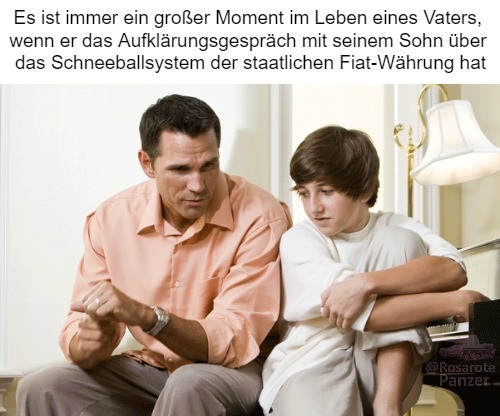 Es ist immer ein großer Moment im Leben eines Vaters,
wenn er das Aufklärungsgespräch mit seinem Sohn über
das Schneeballsystem der staatlichen Fiat-Währung hat
@Rosarote
Panzer